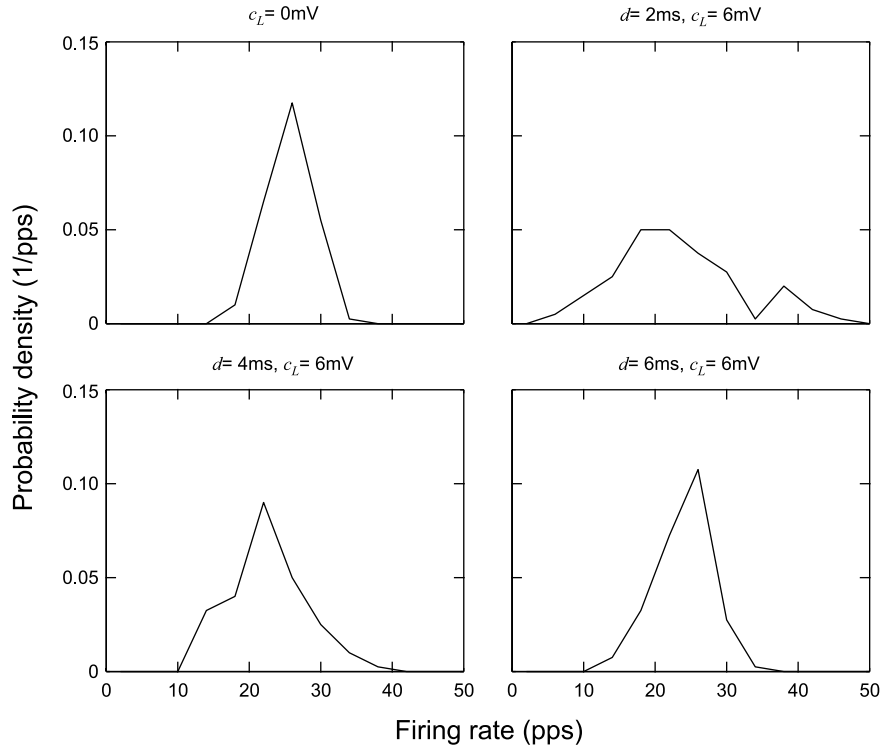 c_L= 0mV
d= 2ms, c_L= 6mV
0.15
0.10
0.05
0
d= 4ms, c_L= 6mV
d= 6ms, c_L= 6mV
0.15
0.10
0.05
0
0 10 20 30 40 50
0 10 20 30 40 50
Probability density (1/pps)
Firing rate (pps)